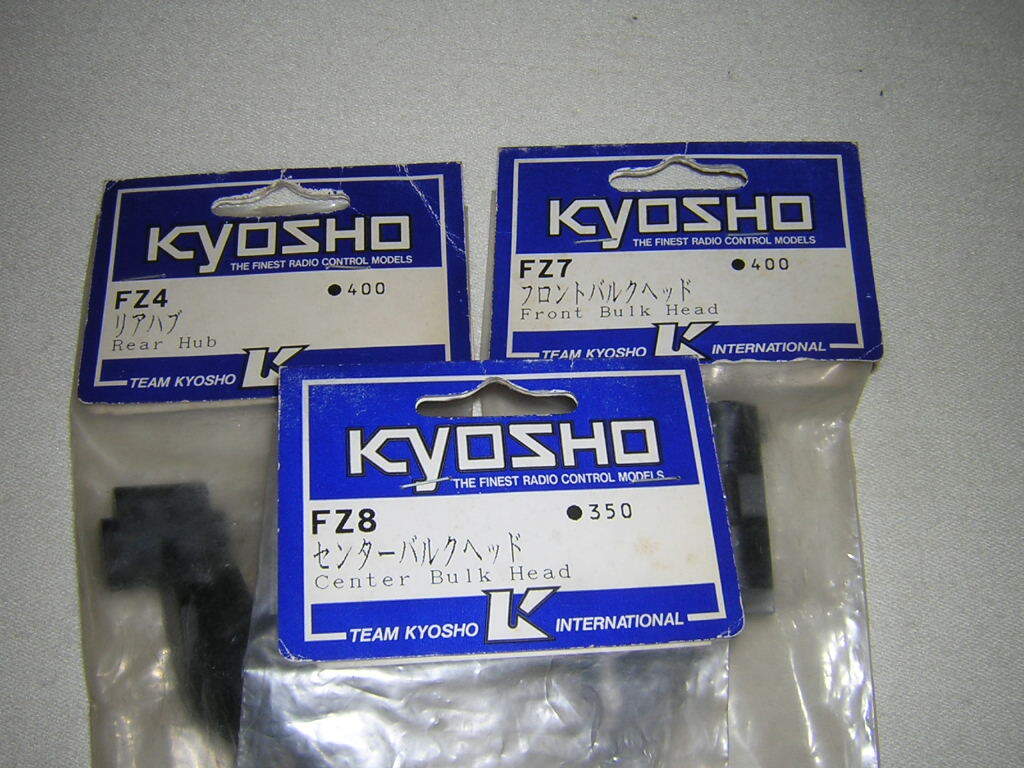 KYOSHO
THE FINEST RADIO CONTROL MODELS
FZ4
●400
リアハブ
Rear Hub
TEAM KYOSHO K
KYOSHO
THE FINEST RADIO CONTROL MODELS
FZ7
●400
フロントバルクヘッド
Front Bulk Head
TEAM KYOSHO K INTERNATIONAL
KYOSHO
THE FINEST RADIO CONTROL MODELS
FZ8
●350
センターバルクヘッド
Center Bulk Head
TEAM KYOSHO K INTERNATIONAL